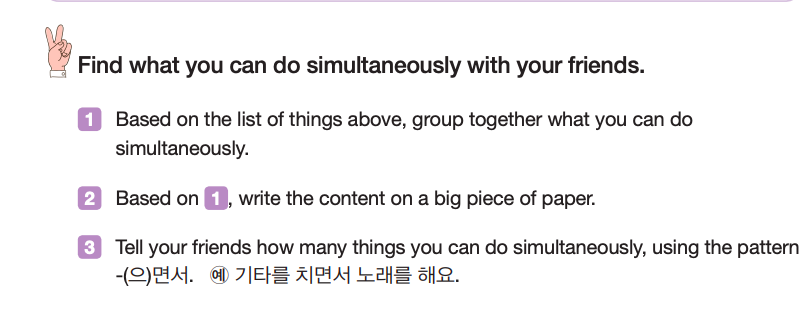 Find what you can do simultaneously with your friends.
1 Based on the list of things above, group together what you can do
simultaneously.
2 Based on 1, write the content on a big piece of paper.
3 Tell your friends how many things you can do simultaneously, using the pattern
-(으)면서. 예 기타를 치면서 노래를 해요.